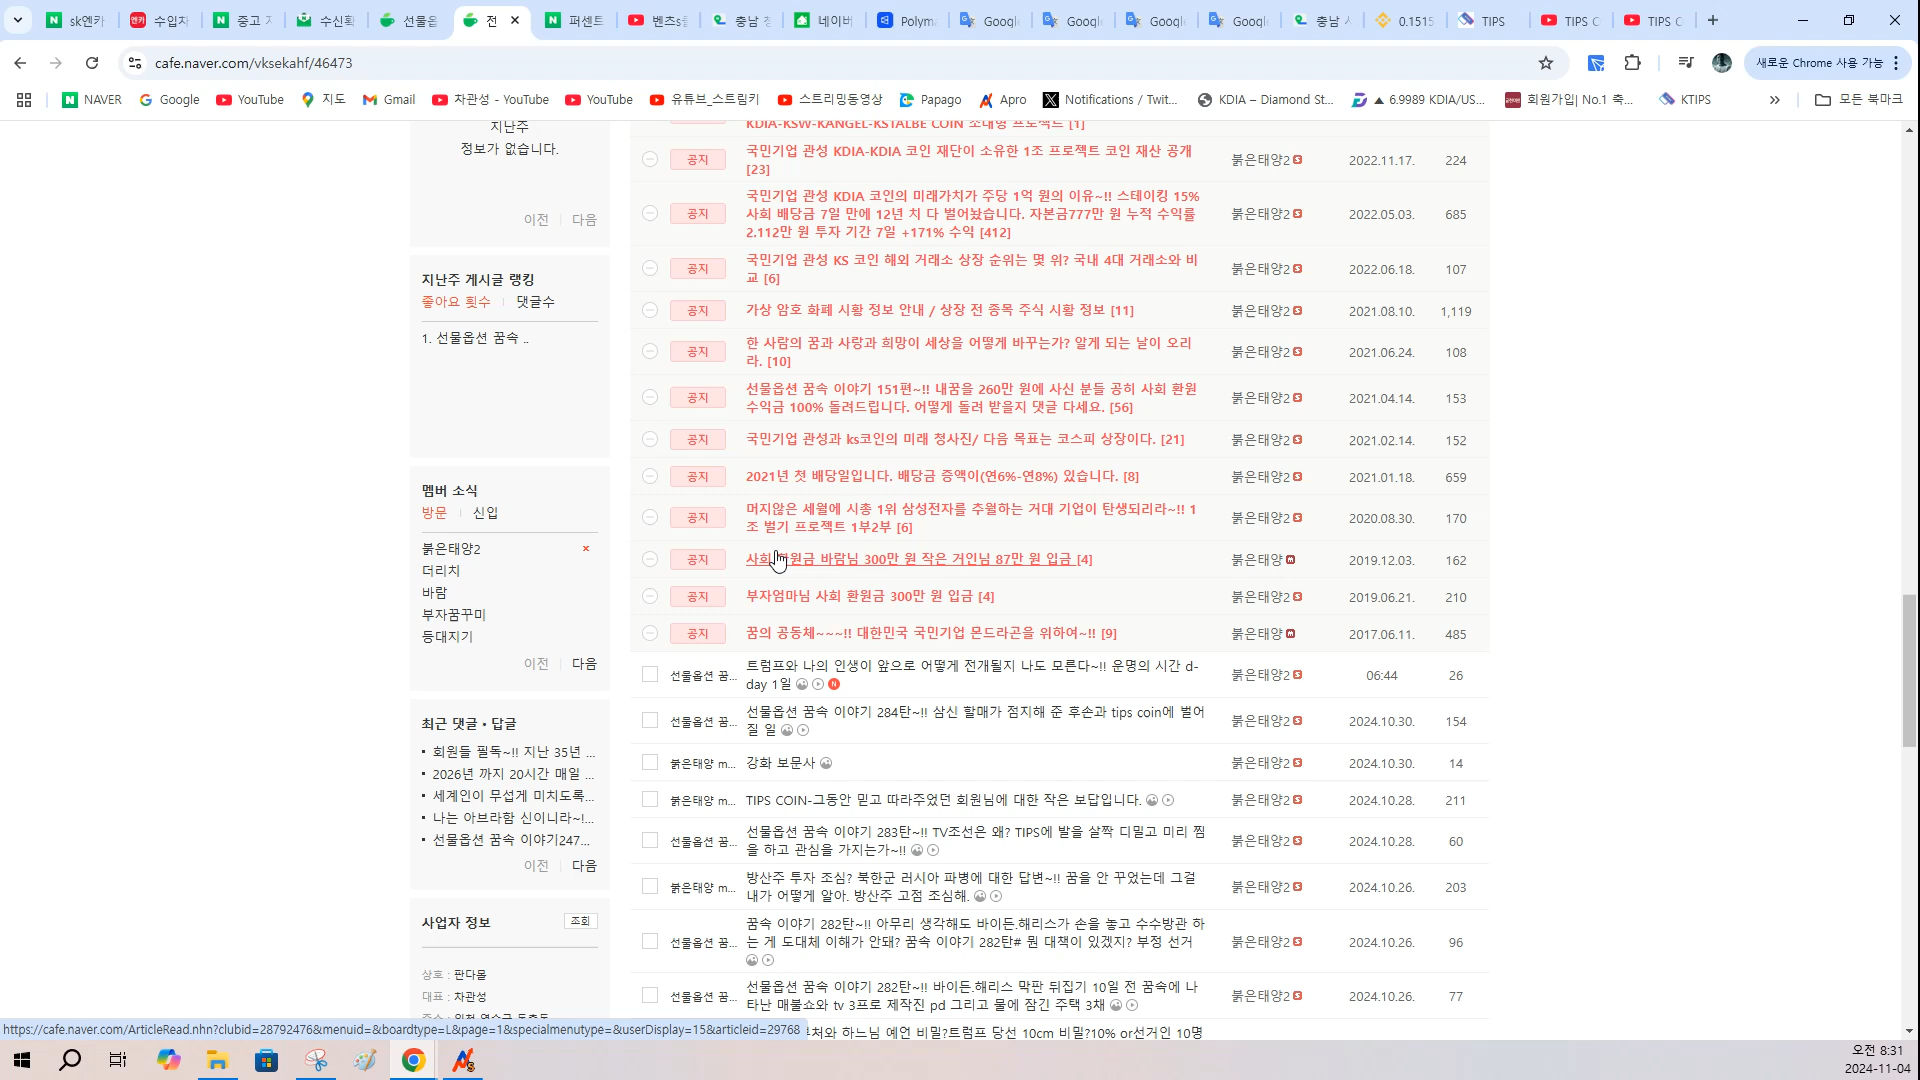 sk엔카
수입차
중고 차
수신확
선물옵
전
퍼센트
벤츠s
충남 천
네이버
Polyma
Google
Google
Google
Google
충남 시
0.1515
TIPS
TIPS C
TIPS C
cafe.naver.com/vksekahf/46473
새로운 Chrome 사용 가능
NAVER
Google
YouTube
지도
Gmail
차관성 - YouTube
YouTube
유튜브_스트림키
스트리밍동영상
Papago
Apro
Notifications / Twit...
KDIA – Diamond St...
▲ 6.9989 KDIA/US...
회원가입| No.1 축...
KTIPS
모든 북마크
지난주
정보가 없습니다.
이전 다음
지난주 게시글 랭킹
좋아요 횟수 댓글수
1. 선물옵션 꿈속 ..
멤버 소식
방문 신입
붉은태양2
더리치
바람
부자꿈꾸미
등대지기
이전 다음
최근 댓글・답글
회원들 필독~!! 지난 35년 ...
2026년 까지 20시간 매일 ...
세계인이 무섭게 미치도록...
나는 아브라함 신이니라~!...
선물옵션 꿈속 이야기247...
이전 다음
사업자 정보 조회
상호 : 판다몰
대표 : 차관성
KDIA-KSW-KANGEL-KSTALBE COIN 초대형 프로젝트 [1]
공지 국민기업 관성 KDIA-KDIA 코인 재단이 소유한 1조 프로젝트 코인 재산 공개 붉은태양2 2022.11.17. 224
[23]
국민기업 관성 KDIA 코인의 미래가치가 주당 1억 원의 이유~!! 스테이킹 15%
공지 사회 배당금 7일 만에 12년 치 다 벌어놨습니다. 자본금777만 원 누적 수익률 붉은태양2 2022.05.03. 685
2.112만 원 투자 기간 7일 +171% 수익 [412]
공지 국민기업 관성 KS 코인 해외 거래소 상장 순위는 몇 위? 국내 4대 거래소와 비 붉은태양2 2022.06.18. 107
교 [6]
공지 가상 암호 화폐 시황 정보 안내 / 상장 전 종목 주식 시황 정보 [11] 붉은태양2 2021.08.10. 1,119
공지 한 사람의 꿈과 사랑과 희망이 세상을 어떻게 바꾸는가? 알게 되는 날이 오리 붉은태양2 2021.06.24. 108
라. [10]
공지 선물옵션 꿈속 이야기 151편~!! 내꿈을 260만 원에 사신 분들 공히 사회 환원 붉은태양2 2021.04.14. 153
수익금 100% 돌려드립니다. 어떻게 돌려 받을지 댓글 다세요. [56]
공지 국민기업 관성과 ks코인의 미래 청사진/ 다음 목표는 코스피 상장이다. [21] 붉은태양2 2021.02.14. 152
공지 2021년 첫 배당일입니다. 배당금 증액이(연6%-연8%) 있습니다. [8] 붉은태양2 2021.01.18. 659
공지 머지않은 세월에 시총 1위 삼성전자를 추월하는 거대 기업이 탄생되리라~!! 1 붉은태양2 2020.08.30. 170
조 벌기 프로젝트 1부2부 [6]
공지 사회 환원금 바람님 300만 원 작은 거인님 87만 원 입금 [4] 붉은태양 2019.12.03. 162
공지 부자엄마님 사회 환원금 300만 원 입금 [4] 붉은태양2 2019.06.21. 210
공지 꿈의 공동체~~~!! 대한민국 국민기업 몬드라곤을 위하여~!! [9] 붉은태양 2017.06.11. 485
선물옵션 꿈... 트럼프와 나의 인생이 앞으로 어떻게 전개될지 나도 모른다~!! 운명의 시간 d- 붉은태양2 06:44 26
day 1일
선물옵션 꿈... 선물옵션 꿈속 이야기 284탄~!! 삼신 할매가 점지해 준 후손과 tips coin에 벌어 붉은태양2 2024.10.30. 154
질 일
붉은태양 m... 강화 보문사 붉은태양2 2024.10.30. 14
붉은태양 m... TIPS COIN-그동안 믿고 따라주었던 회원님에 대한 작은 보답입니다. 붉은태양2 2024.10.28. 211
선물옵션 꿈... 선물옵션 꿈속 이야기 283탄~!! TV조선은 왜? TIPS에 발을 살짝 디밀고 미리 찜 붉은태양2 2024.10.28. 60
을 하고 관심을 가지는가~!!
붉은태양 m... 방산주 투자 조심? 북한군 러시아 파병에 대한 답변~!! 꿈을 안 꾸었는데 그걸 붉은태양2 2024.10.26. 203
내가 어떻게 알아. 방산주 고점 조심해.
꿈속 이야기 282탄~!! 아무리 생각해도 바이든.해리스가 손을 놓고 수수방관 하
선물옵션 꿈... 는 게 도대체 이해가 안돼? 꿈속 이야기 282탄# 뭔 대책이 있겠지? 부정 선거 붉은태양2 2024.10.26. 96
선물옵션 꿈... 선물옵션 꿈속 이야기 282탄~!! 바이든.해리스 막판 뒤집기 10일 전 꿈속에 나 붉은태양2 2024.10.26. 77
타난 매불쇼와 tv 3프로 제작진 pd 그리고 물에 잠긴 주택 3채
하느님 예언 비밀?트럼프 당선 10cm 비밀?10% or선거인 10명
https://cafe.naver.com/ArticleRead.nhn?clubid=28792476&menuid=&boardtype=L&page=1&specialmenutype=&userDisplay=15&articleid=29768
오전 8:31
2024-11-04